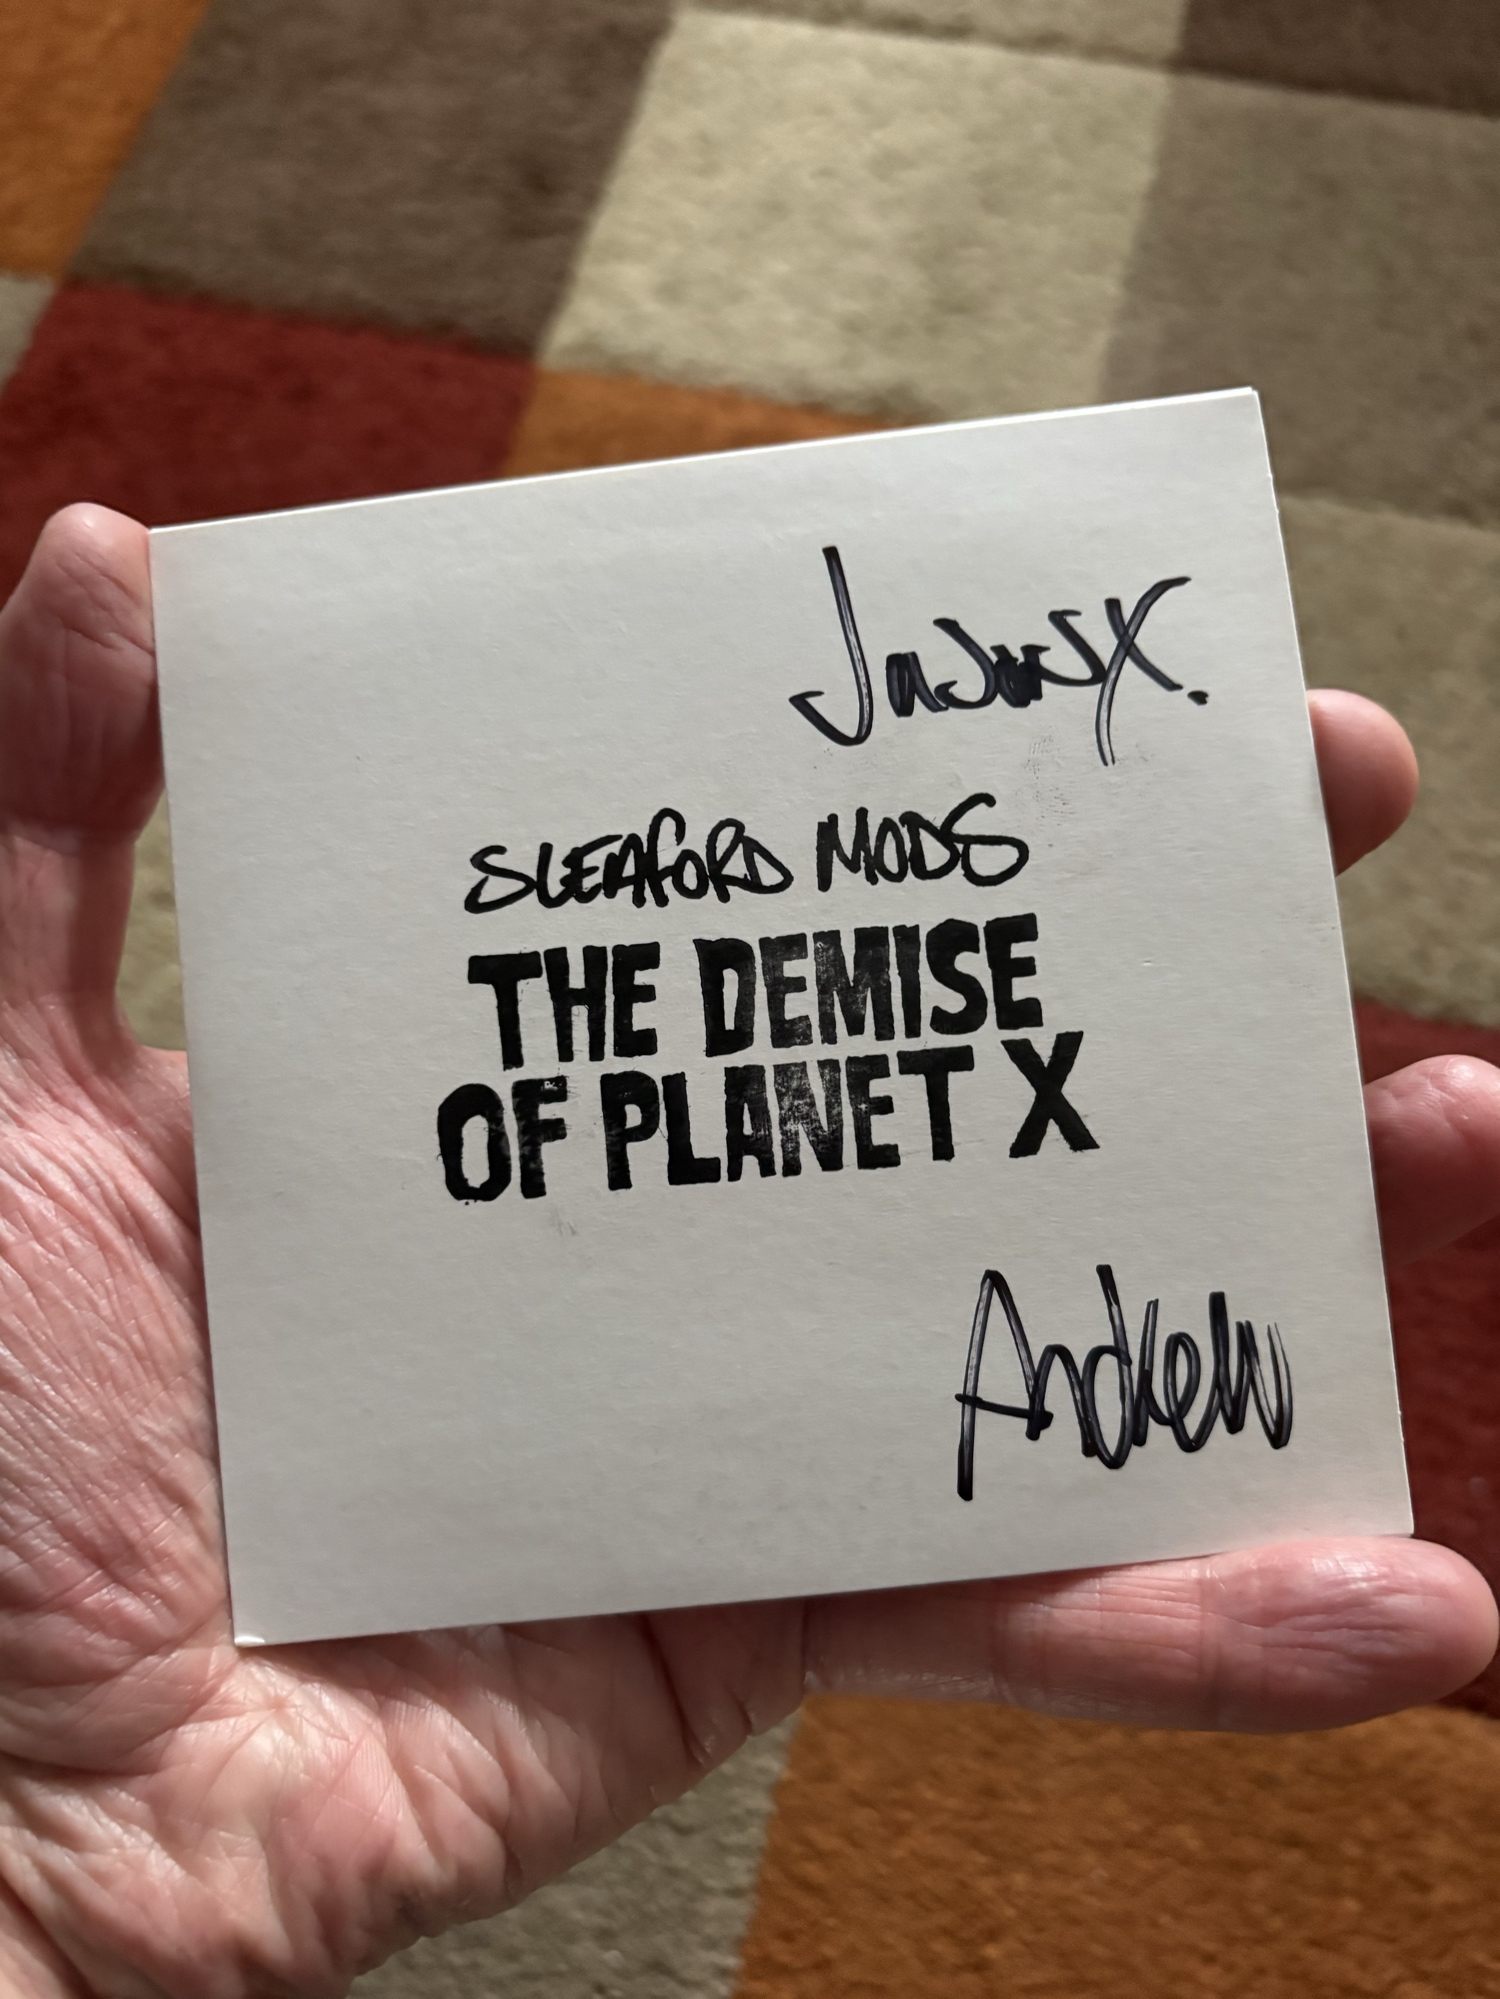 Jason X.
SLEAFORD MODS
THE DEMISE
OF PLANET X
Andrew